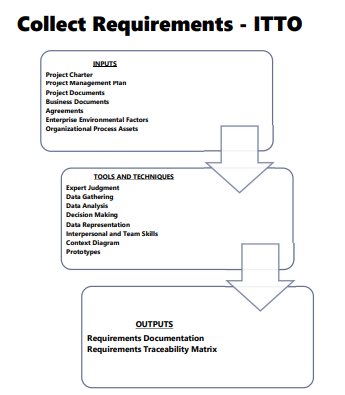 Collect Requirements - ITTO
INPUTS
Project Charter
Project Management Plan
Project Documents
Business Documents
Agreements
Enterprise Environmental Factors
Organizational Process Assets
TOOLS AND TECHNIQUES
Expert Judgment
Data Gathering
Data Analysis
Decision Making
Data Representation
Interpersonal and Team Skills
Context Diagram
Prototypes
OUTPUTS
Requirements Documentation
Requirements Traceability Matrix